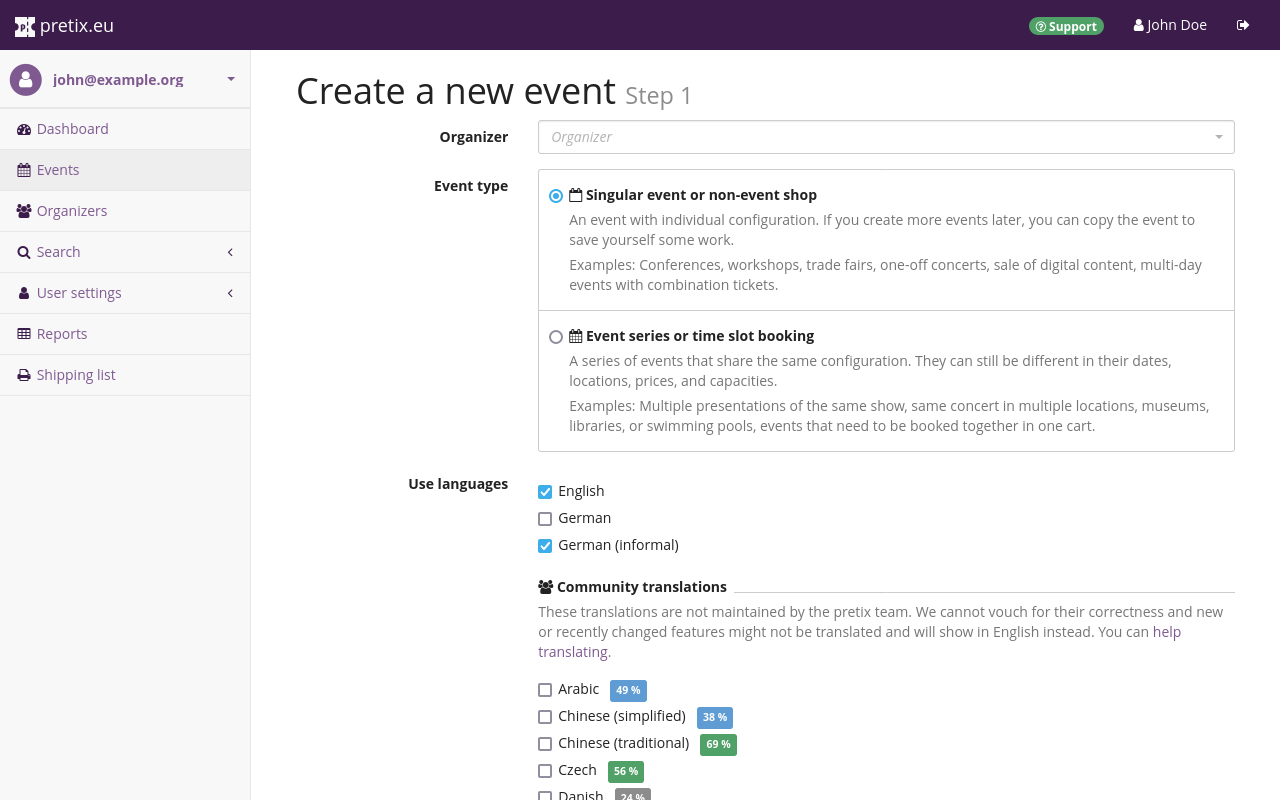 pretix.eu
Support
John Doe
john@example.org
Dashboard
Events
Organizers
Search
User settings
Reports
Shipping list
Create a new event Step 1
Organizer
Organizer
Event type
Singular event or non-event shop
An event with individual configuration. If you create more events later, you can copy the event to
save yourself some work.
Examples: Conferences, workshops, trade fairs, one-off concerts, sale of digital content, multi-day
events with combination tickets.
Event series or time slot booking
A series of events that share the same configuration. They can still be different in their dates,
locations, prices, and capacities.
Examples: Multiple presentations of the same show, same concert in multiple locations, museums,
libraries, or swimming pools, events that need to be booked together in one cart.
Use languages
English
German
German (informal)
Community translations
These translations are not maintained by the pretix team. We cannot vouch for their correctness and new
or recently changed features might not be translated and will show in English instead. You can help
translating.
Arabic 49 %
Chinese (simplified) 38 %
Chinese (traditional) 69 %
Czech 56 %
Danish 24 %